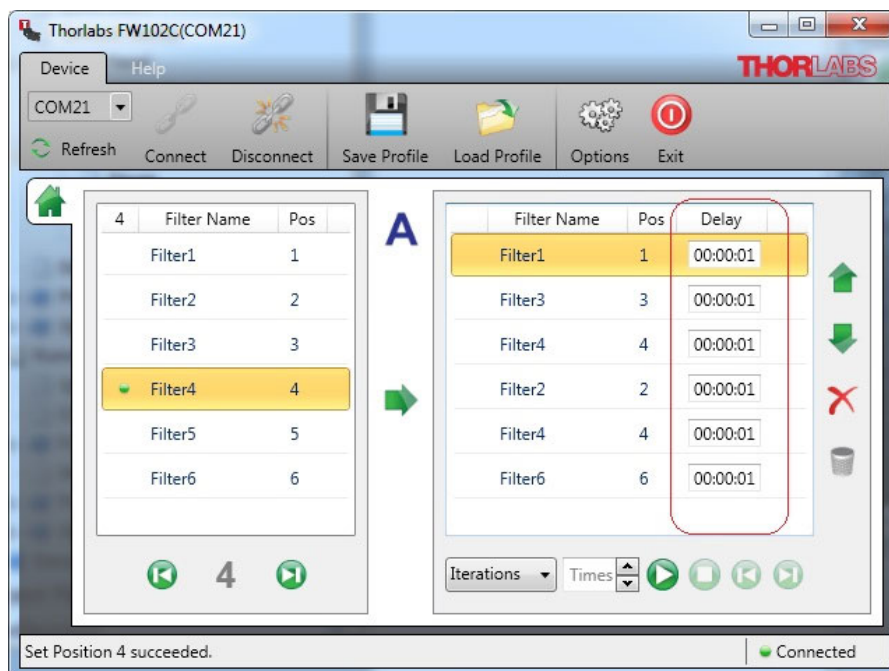 Thorlabs FW102C(COM21)
Device Help
THORLABS
COM21
Refresh Connect Disconnect Save Profile Load Profile Options Exit
4 Filter Name Pos
Filter1 1
Filter2 2
Filter3 3
Filter4 4
Filter5 5
Filter6 6
4
A
Filter Name Pos Delay
Filter1 1 00:00:01
Filter3 3 00:00:01
Filter4 4 00:00:01
Filter2 2 00:00:01
Filter4 4 00:00:01
Filter6 6 00:00:01
Iterations Times
Set Position 4 succeeded. Connected